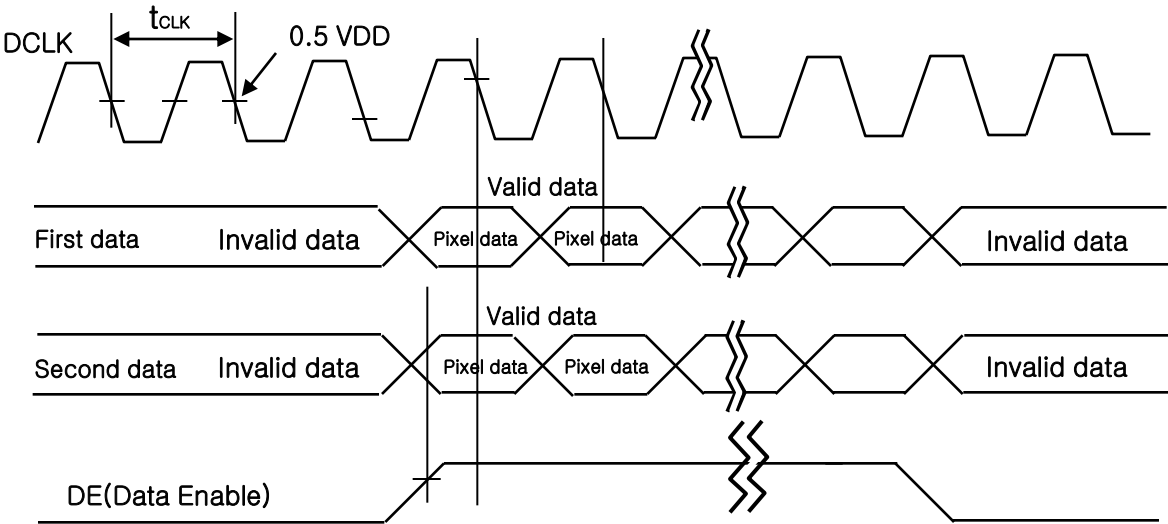 tCLK
DCLK
0.5 VDD
Valid data
First data Invalid data Pixel data Pixel data Invalid data
Valid data
Second data Invalid data Pixel data Pixel data Invalid data
DE(Data Enable)